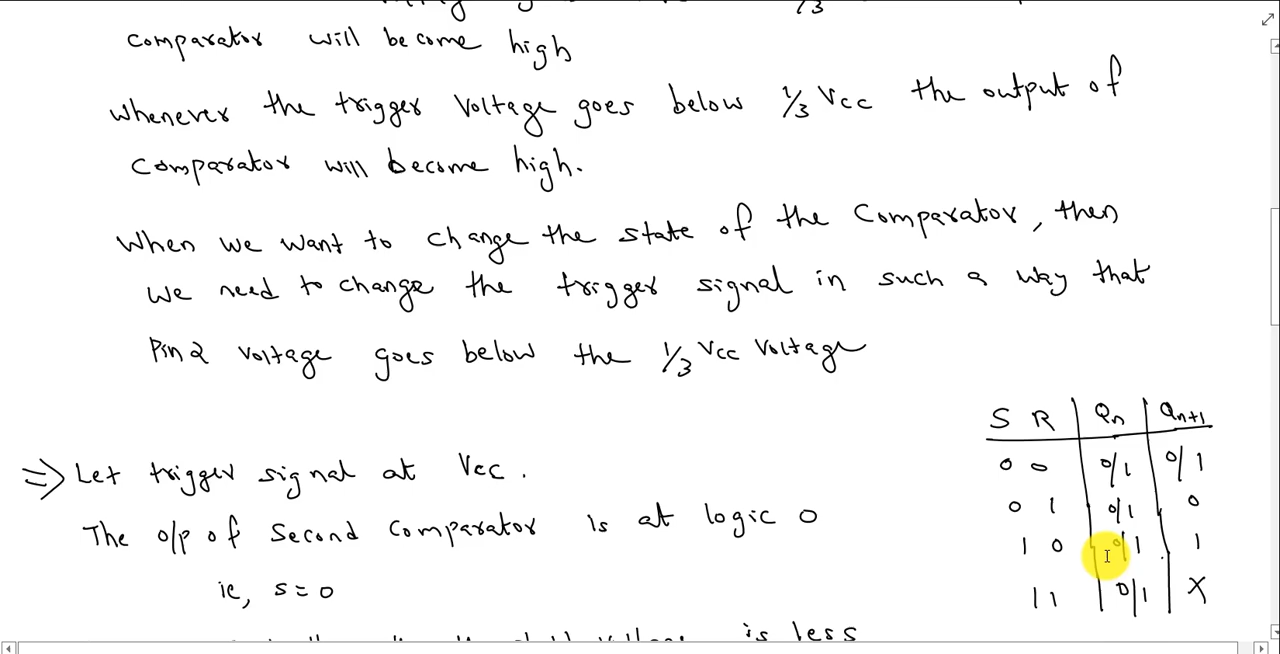 1/3
comparator will become high
Whenever the trigger Voltage goes below 1/3 Vcc the output of
Comparator will become high.
When we want to change the state of the Comparator, then
we need to change the trigger signal in such a way that
Pin 2 voltage goes below the 1/3 Vcc Voltage
S R Qn Qn+1
0 0 0/1 0/1
0 1 0/1 0
1 0 0/1 1
1 1 0/1 X
=> Let trigger signal at Vcc.
The o/p of Second Comparator is at logic 0
ie, s=0
is less